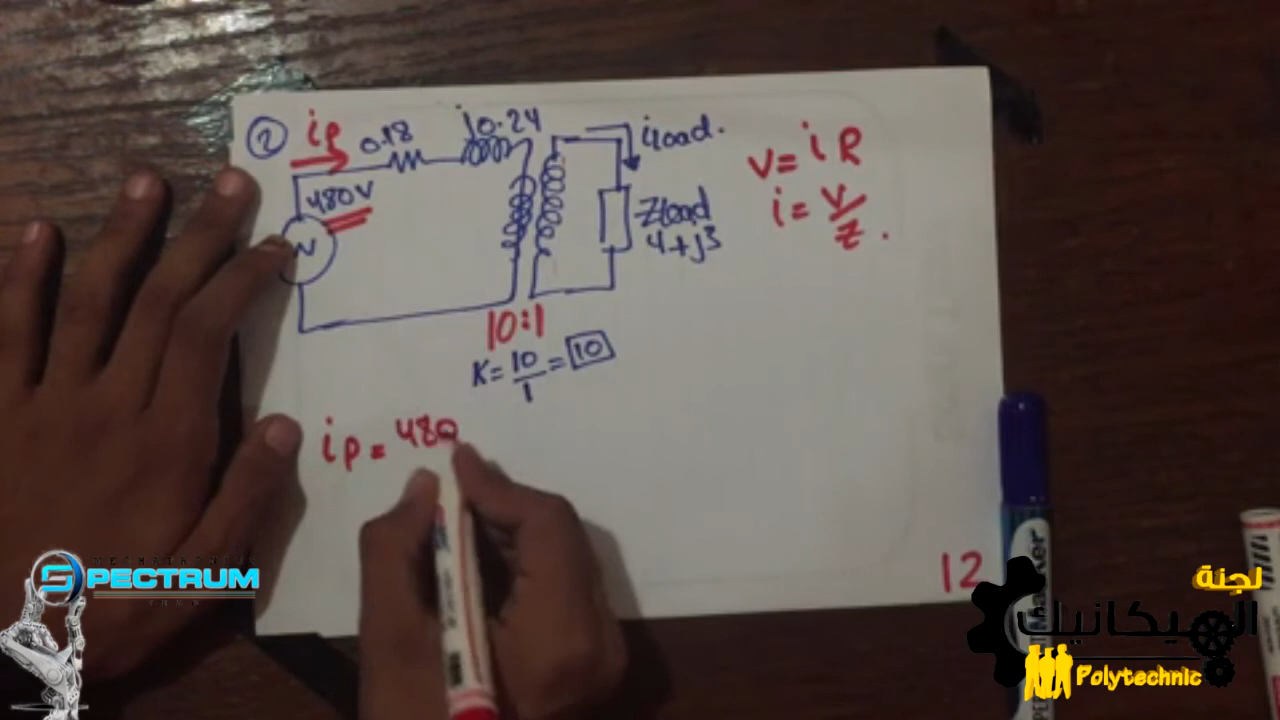 2
ip
0.18
j0.24
iload.
480V
Zload
4+j3
V= iR
i= V/Z.
10:1
K= 10/1 = 10
ip = 480
12
SPECTRUM
لجنة
الميكانيك
Polytechnic